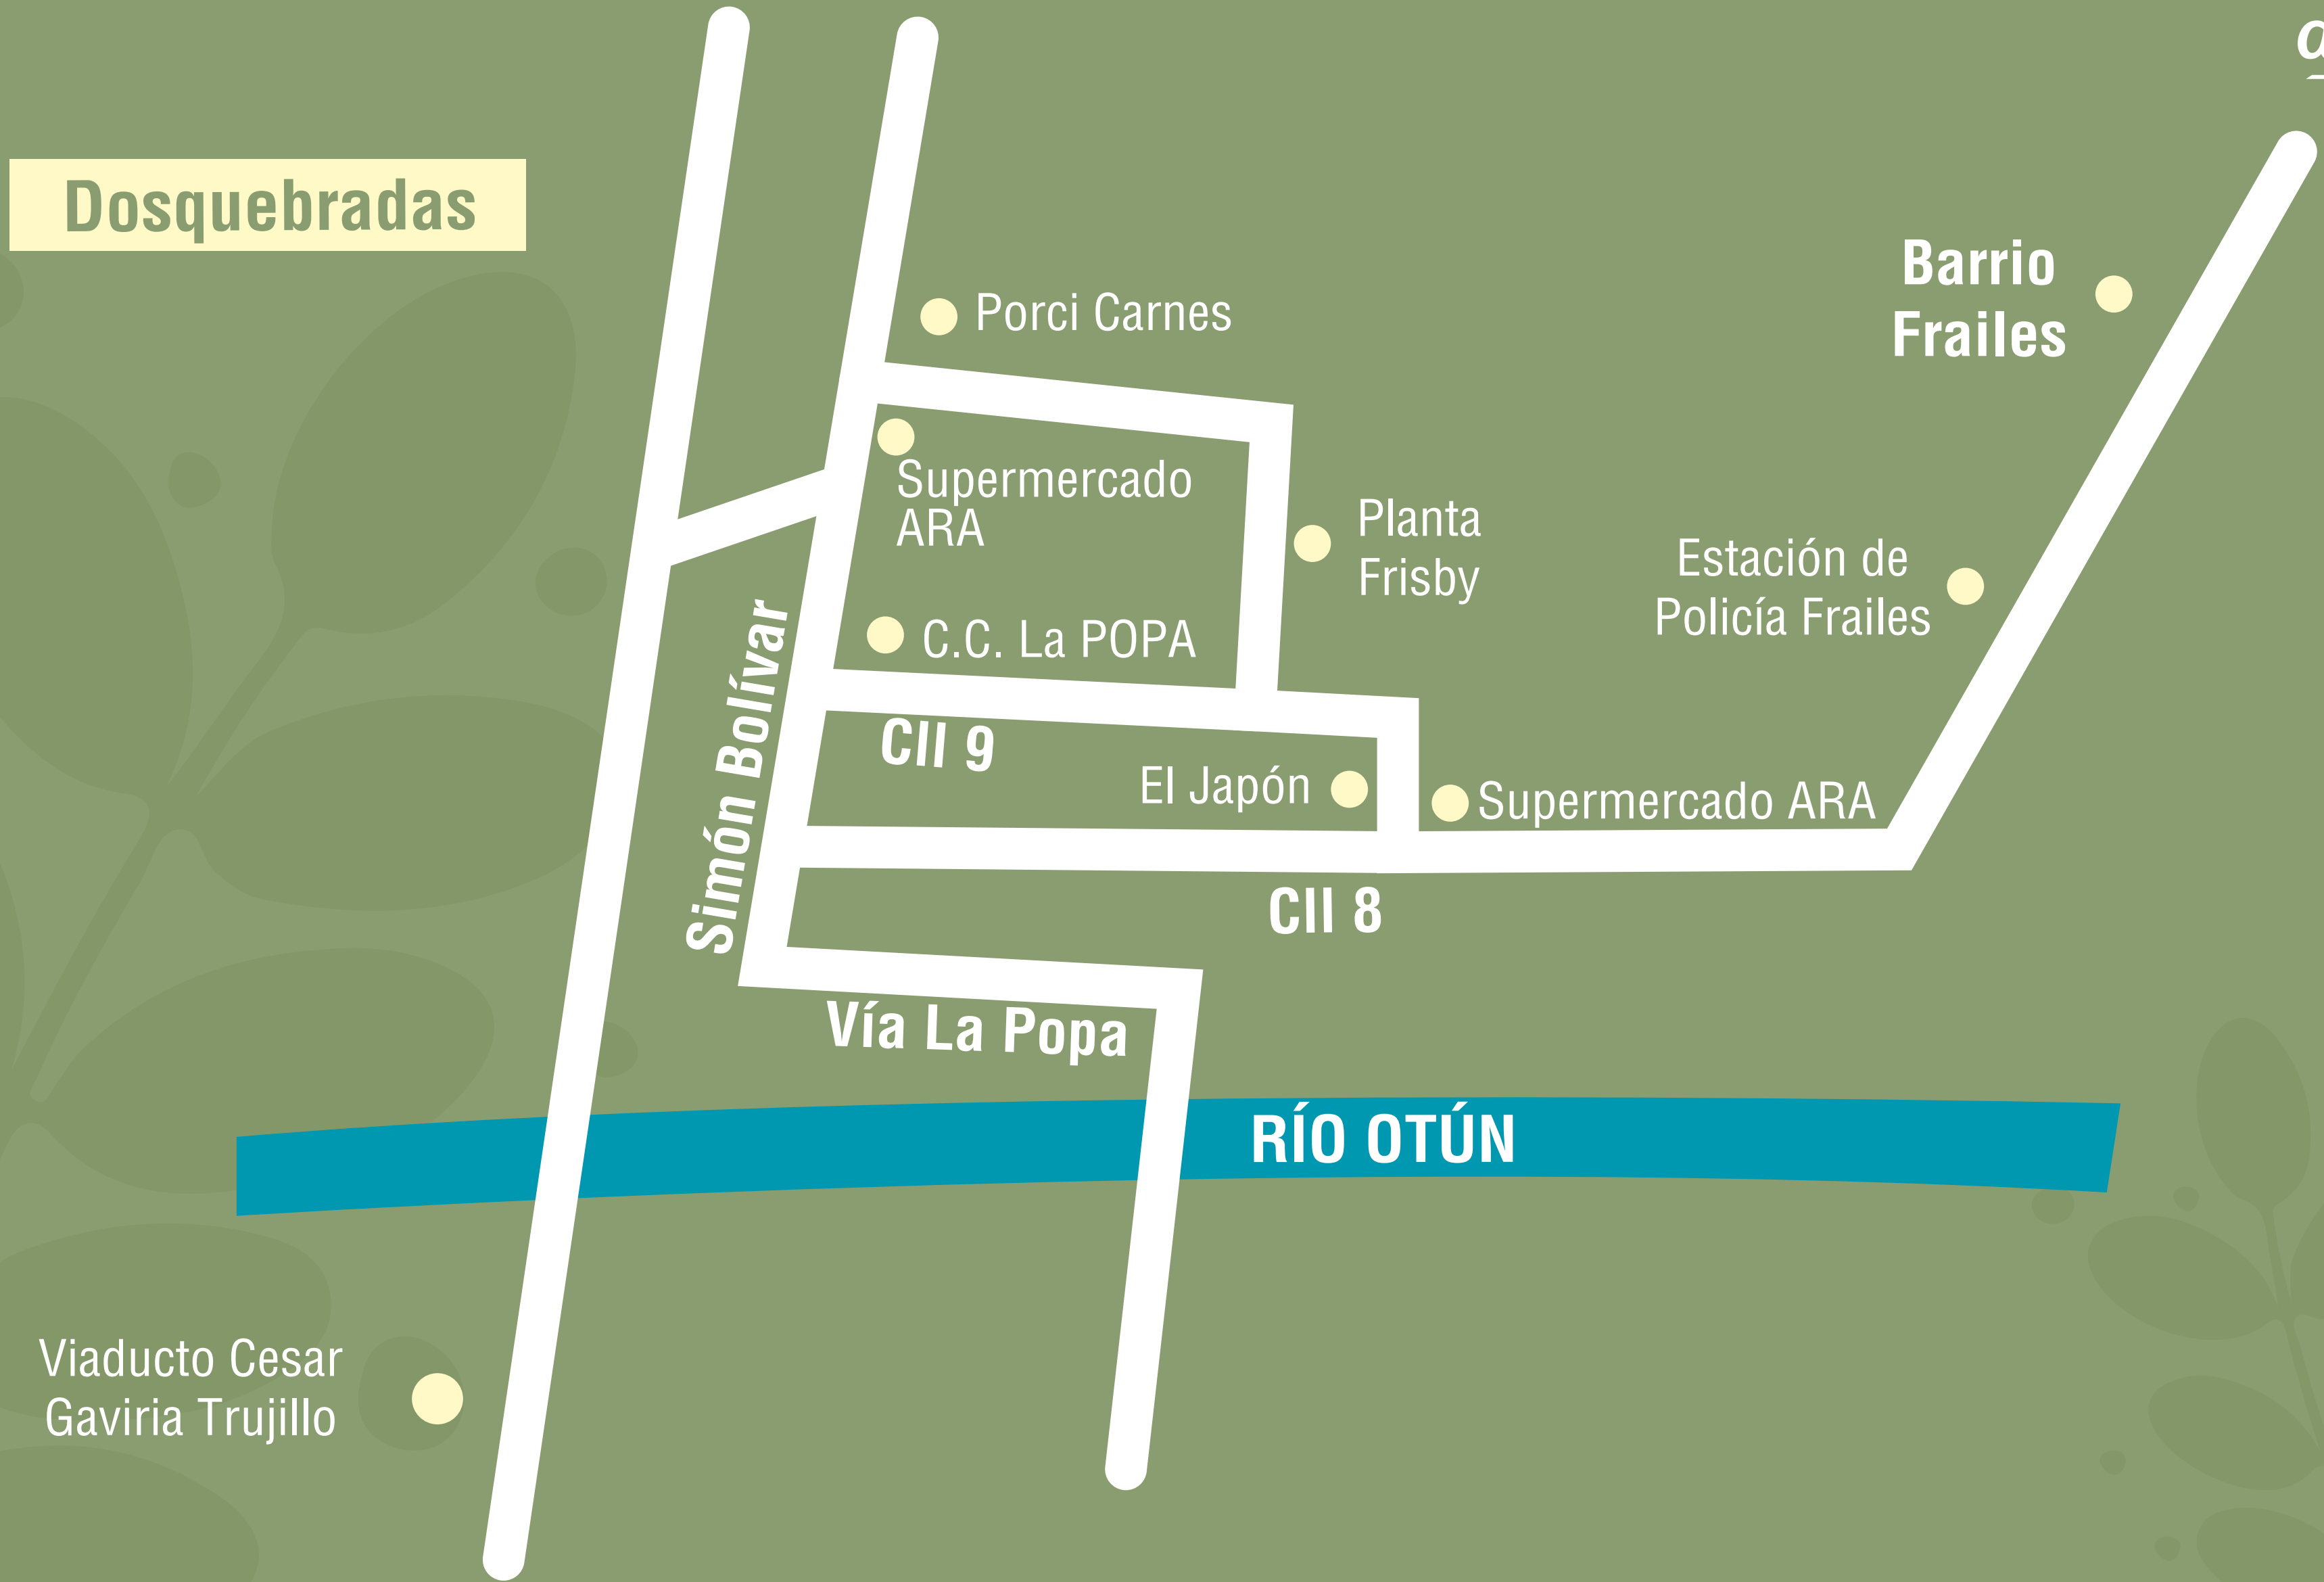 Dosquebradas
Porci Carnes
Barrio
Frailes
Supermercado
ARA
Planta
Frisby
Estación de
Policía Frailes
C.C. La POPA
Simón Bolívar
Cll 9
El Japón
Supermercado ARA
Cll 8
Vía La Popa
RÍO OTÚN
Viaducto Cesar
Gaviria Trujillo